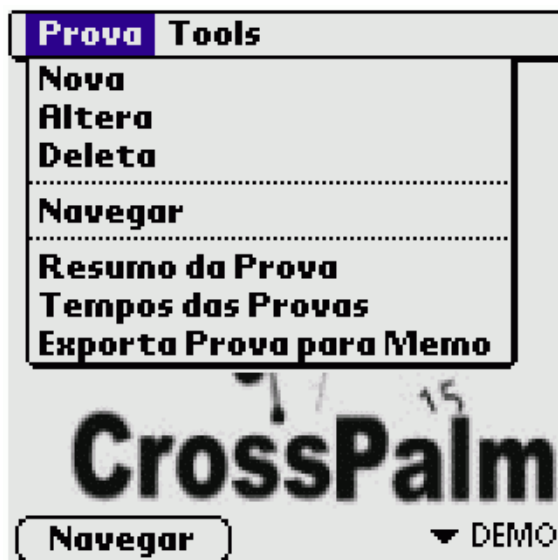 Prova Tools
Nova
Altera
Deleta
Navegar
Resumo da Prova
Tempos das Provas
Exporta Prova para Memo
15
CrossPalm
Navegar DEMO